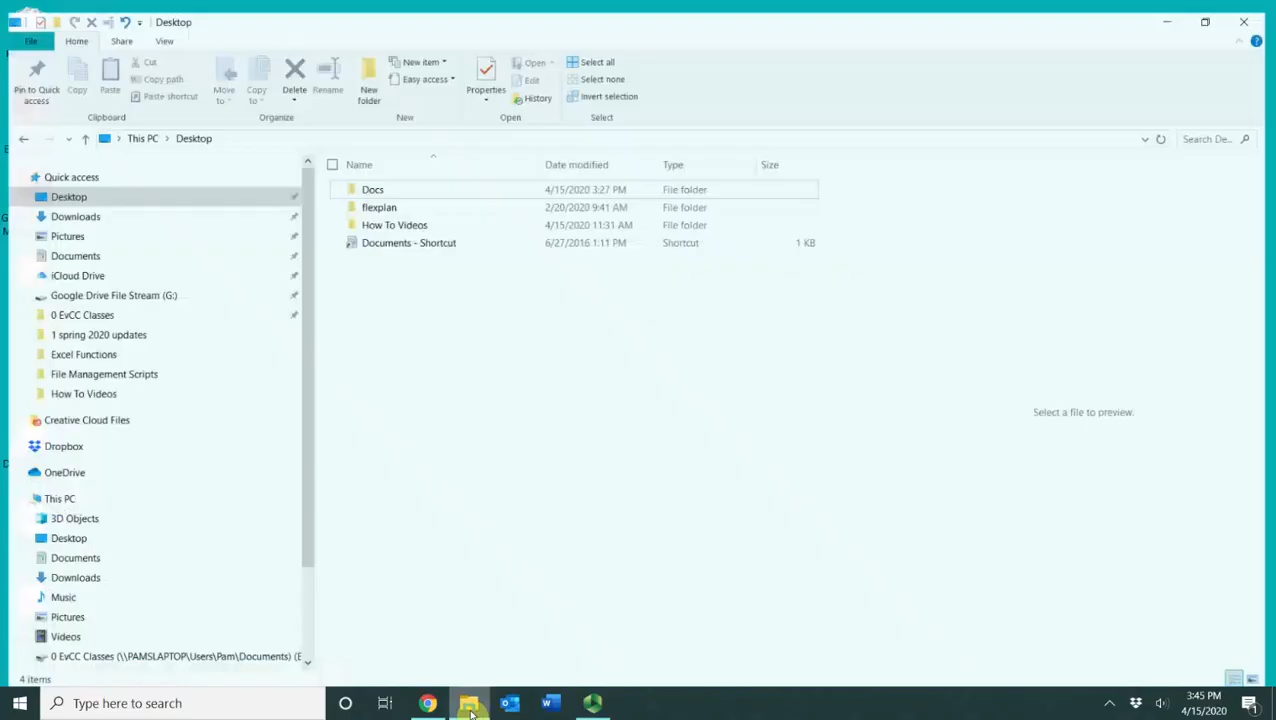 Desktop
File Home Share View
Pin to Quick access
Copy
Paste
Cut
Copy path
Paste shortcut
Clipboard
Move to
Copy to
Delete
Rename
Organize
New folder
New item
Easy access
New
Properties
Open
Edit
History
Open
Select all
Select none
Invert selection
Select
This PC > Desktop
Search De...
Quick access
Desktop
Downloads
Pictures
Documents
iCloud Drive
Google Drive File Stream (G:)
0 EvCC Classes
1 spring 2020 updates
Excel Functions
File Management Scripts
How To Videos
Creative Cloud Files
Dropbox
OneDrive
This PC
3D Objects
Desktop
Documents
Downloads
Music
Pictures
Videos
0 EvCC Classes (\\PAMSLAPTOP\Users\Pam\Documents) (E
Name Date modified Type Size
Docs 4/15/2020 3:27 PM File folder
flexplan 2/20/2020 9:41 AM File folder
How To Videos 4/15/2020 11:31 AM File folder
Documents - Shortcut 6/27/2016 1:11 PM Shortcut 1 KB
Select a file to preview.
4 items
Type here to search
3:45 PM
4/15/2020
1